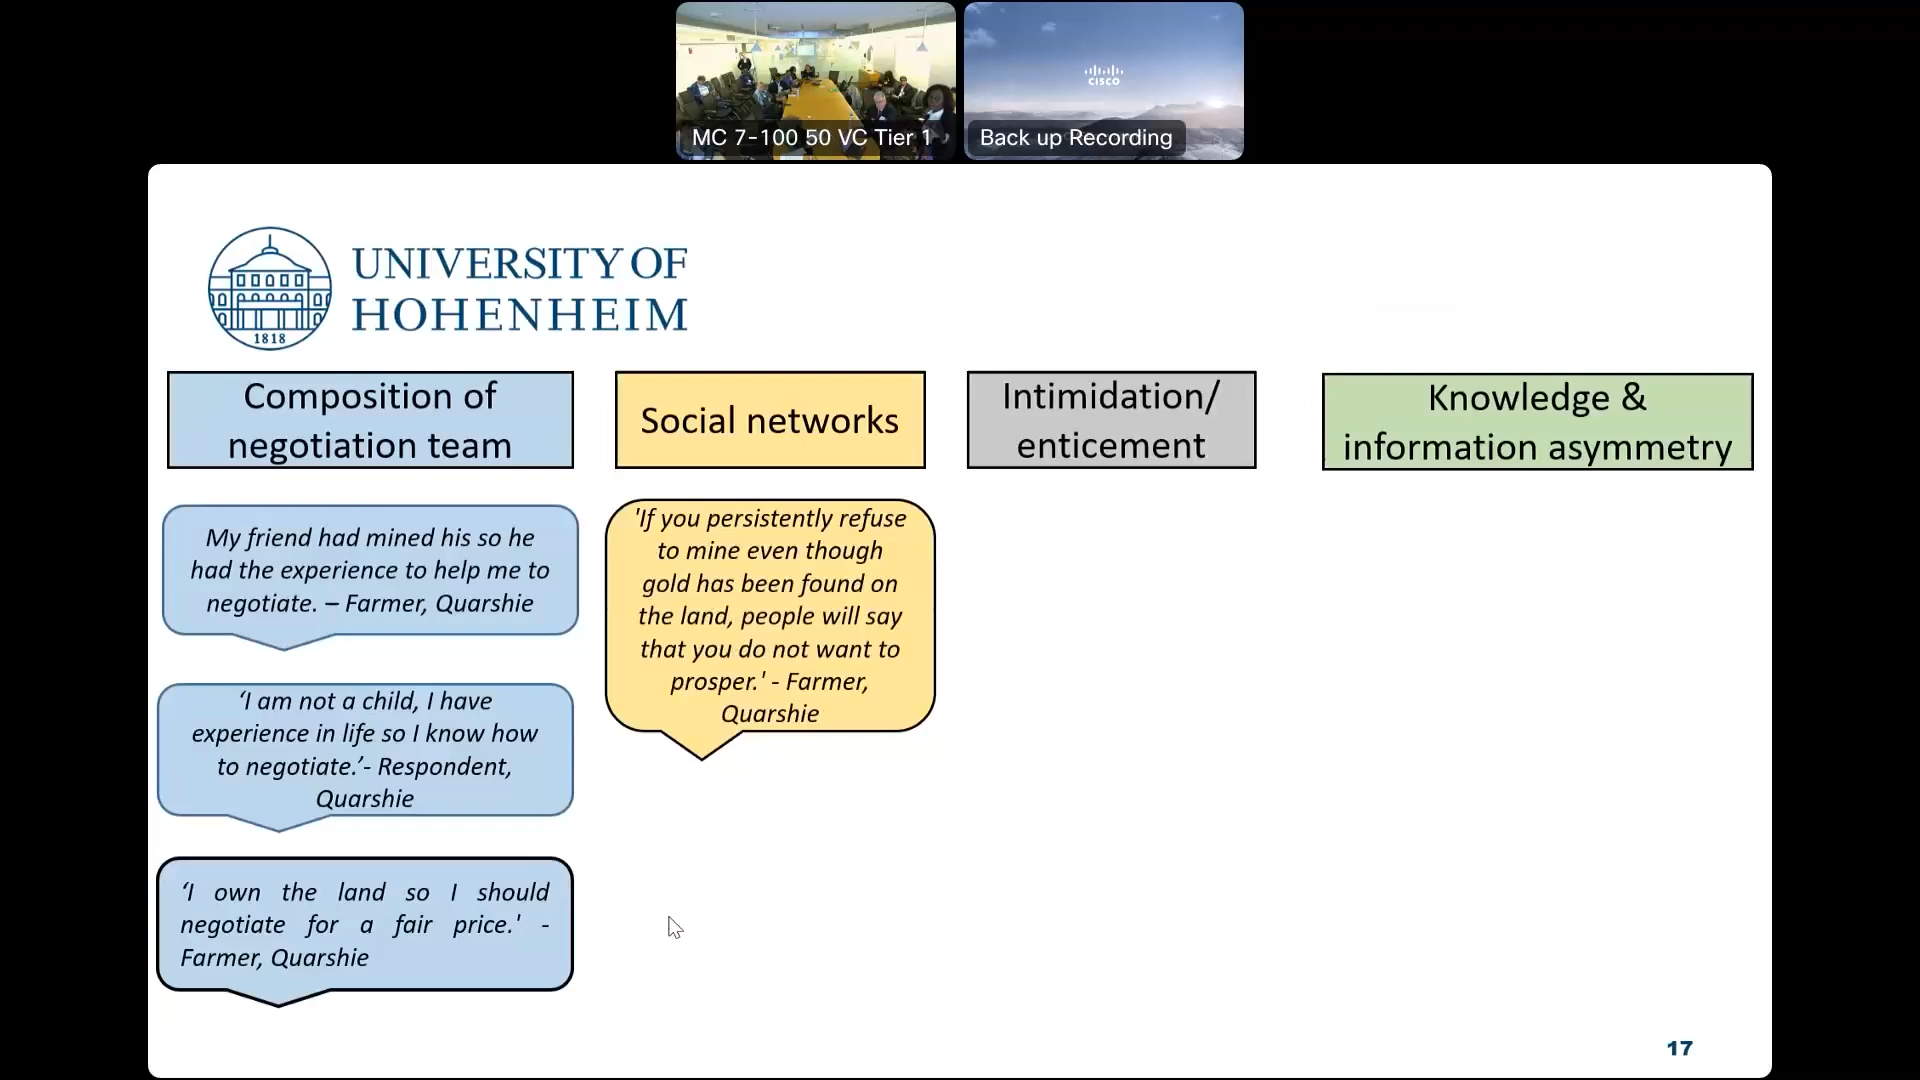 CISCO
MC 7-100 50 VC Tier 1
Back up Recording
UNIVERSITY OF
HOHENHEIM
1818
Composition of
negotiation team
Social networks
Intimidation/
enticement
Knowledge &
information asymmetry
My friend had mined his so he
had the experience to help me to
negotiate. – Farmer, Quarshie
‘I am not a child, I have
experience in life so I know how
to negotiate.’- Respondent,
Quarshie
‘I own the land so I should
negotiate for a fair price.' -
Farmer, Quarshie
'If you persistently refuse
to mine even though
gold has been found on
the land, people will say
that you do not want to
prosper.' - Farmer,
Quarshie
17